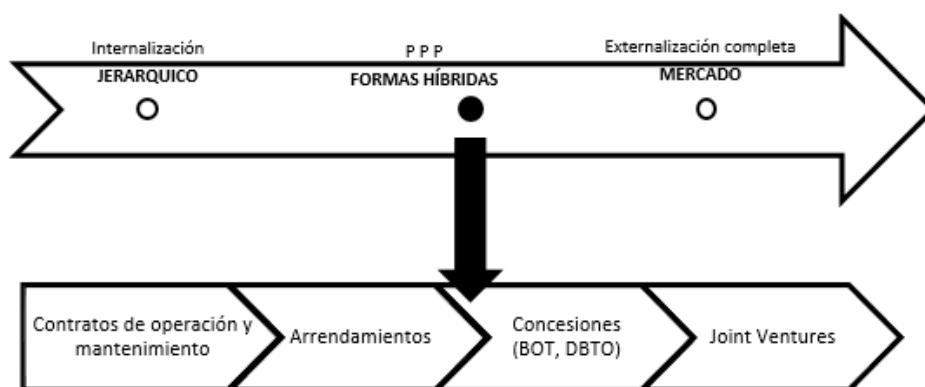 Internalización
JERARQUICO
P P P
FORMAS HÍBRIDAS
Externalización completa
MERCADO
Contratos de operación y
mantenimiento
Arrendamientos
Concesiones
(BOT, DBTO)
Joint Ventures